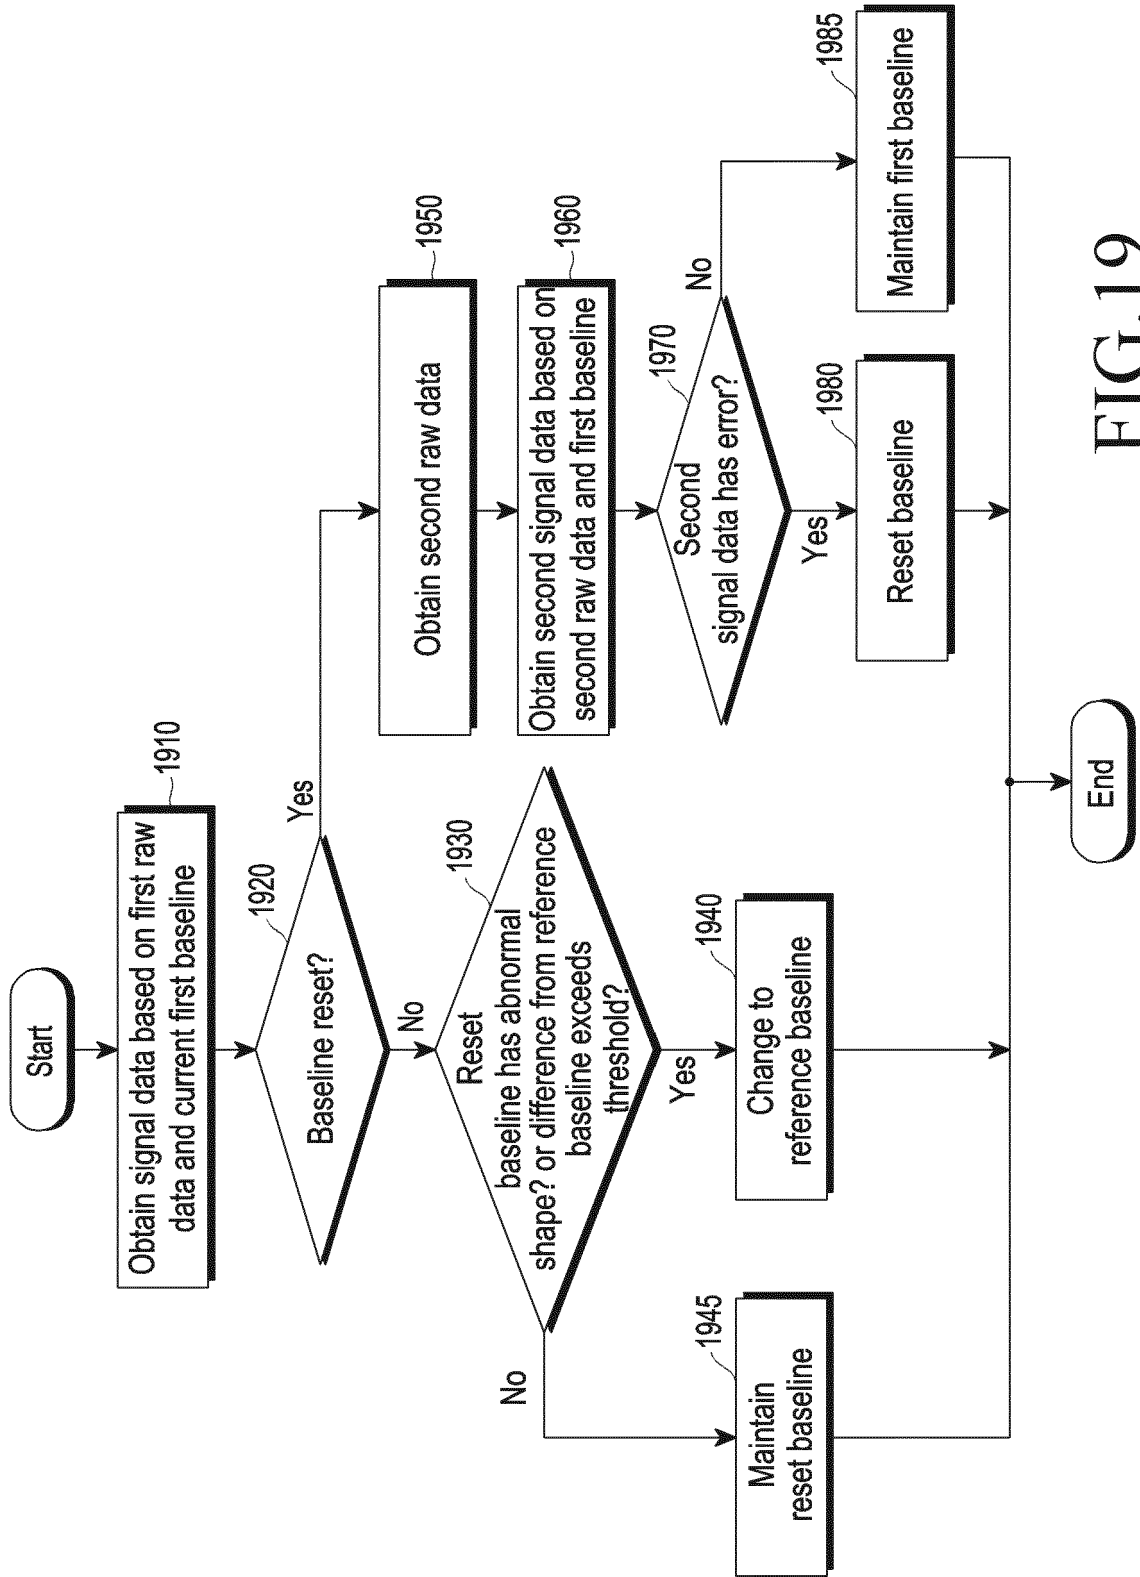 Start
1910
Obtain signal data based on first raw
data and current first baseline
1920
Baseline reset?
Yes
No
1930
Reset
baseline has abnormal
shape? or difference from reference
baseline exceeds
threshold?
No
Yes
1945
Maintain
reset baseline
1940
Change to
reference baseline
1950
Obtain second raw data
1960
Obtain second signal data based on
second raw data and first baseline
1970
Second
signal data has error?
No
Yes
1980
Reset baseline
1985
Maintain first baseline
End
FIG.19